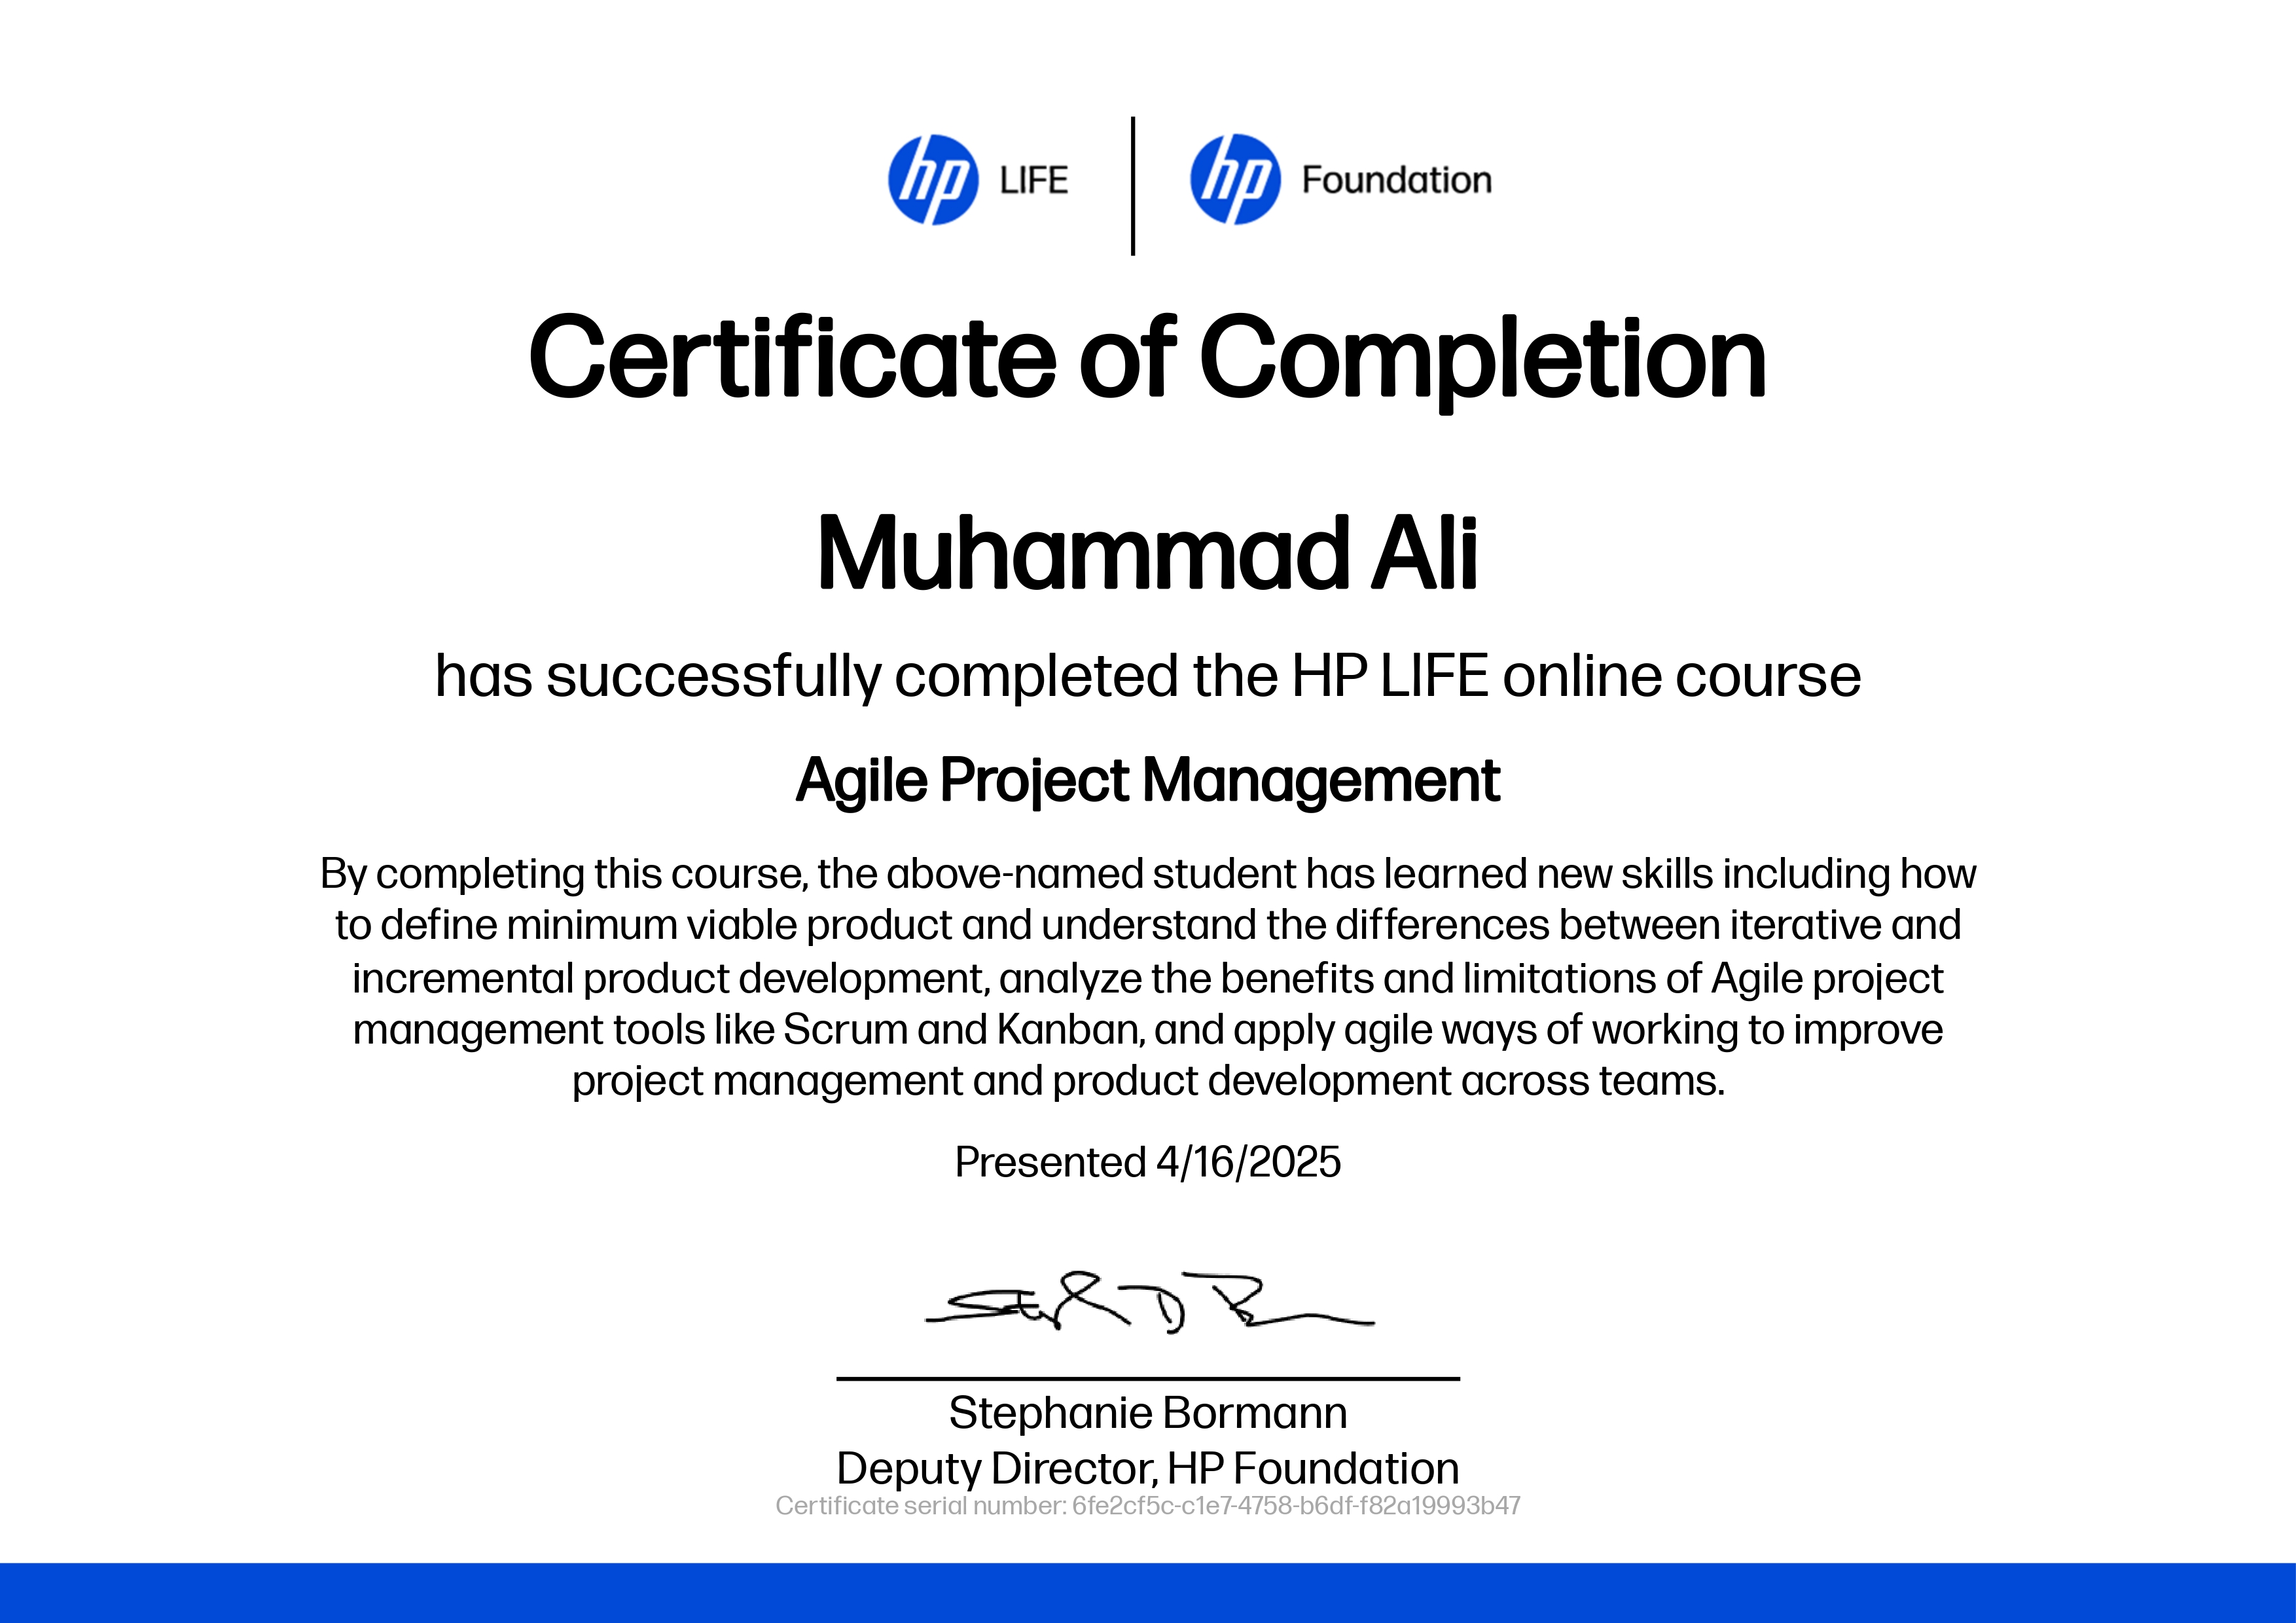 hp LIFE
hp Foundation
Certificate of Completion
Muhammad Ali
has successfully completed the HP LIFE online course
Agile Project Management
By completing this course, the above-named student has learned new skills including how
to define minimum viable product and understand the differences between iterative and
incremental product development, analyze the benefits and limitations of Agile project
management tools like Scrum and Kanban, and apply agile ways of working to improve
project management and product development across teams.
Presented 4/16/2025
Stephanie Bormann
Deputy Director, HP Foundation
Certificate serial number: 6fe2cf5c-c1e7-4758-b6df-f82a19993b47